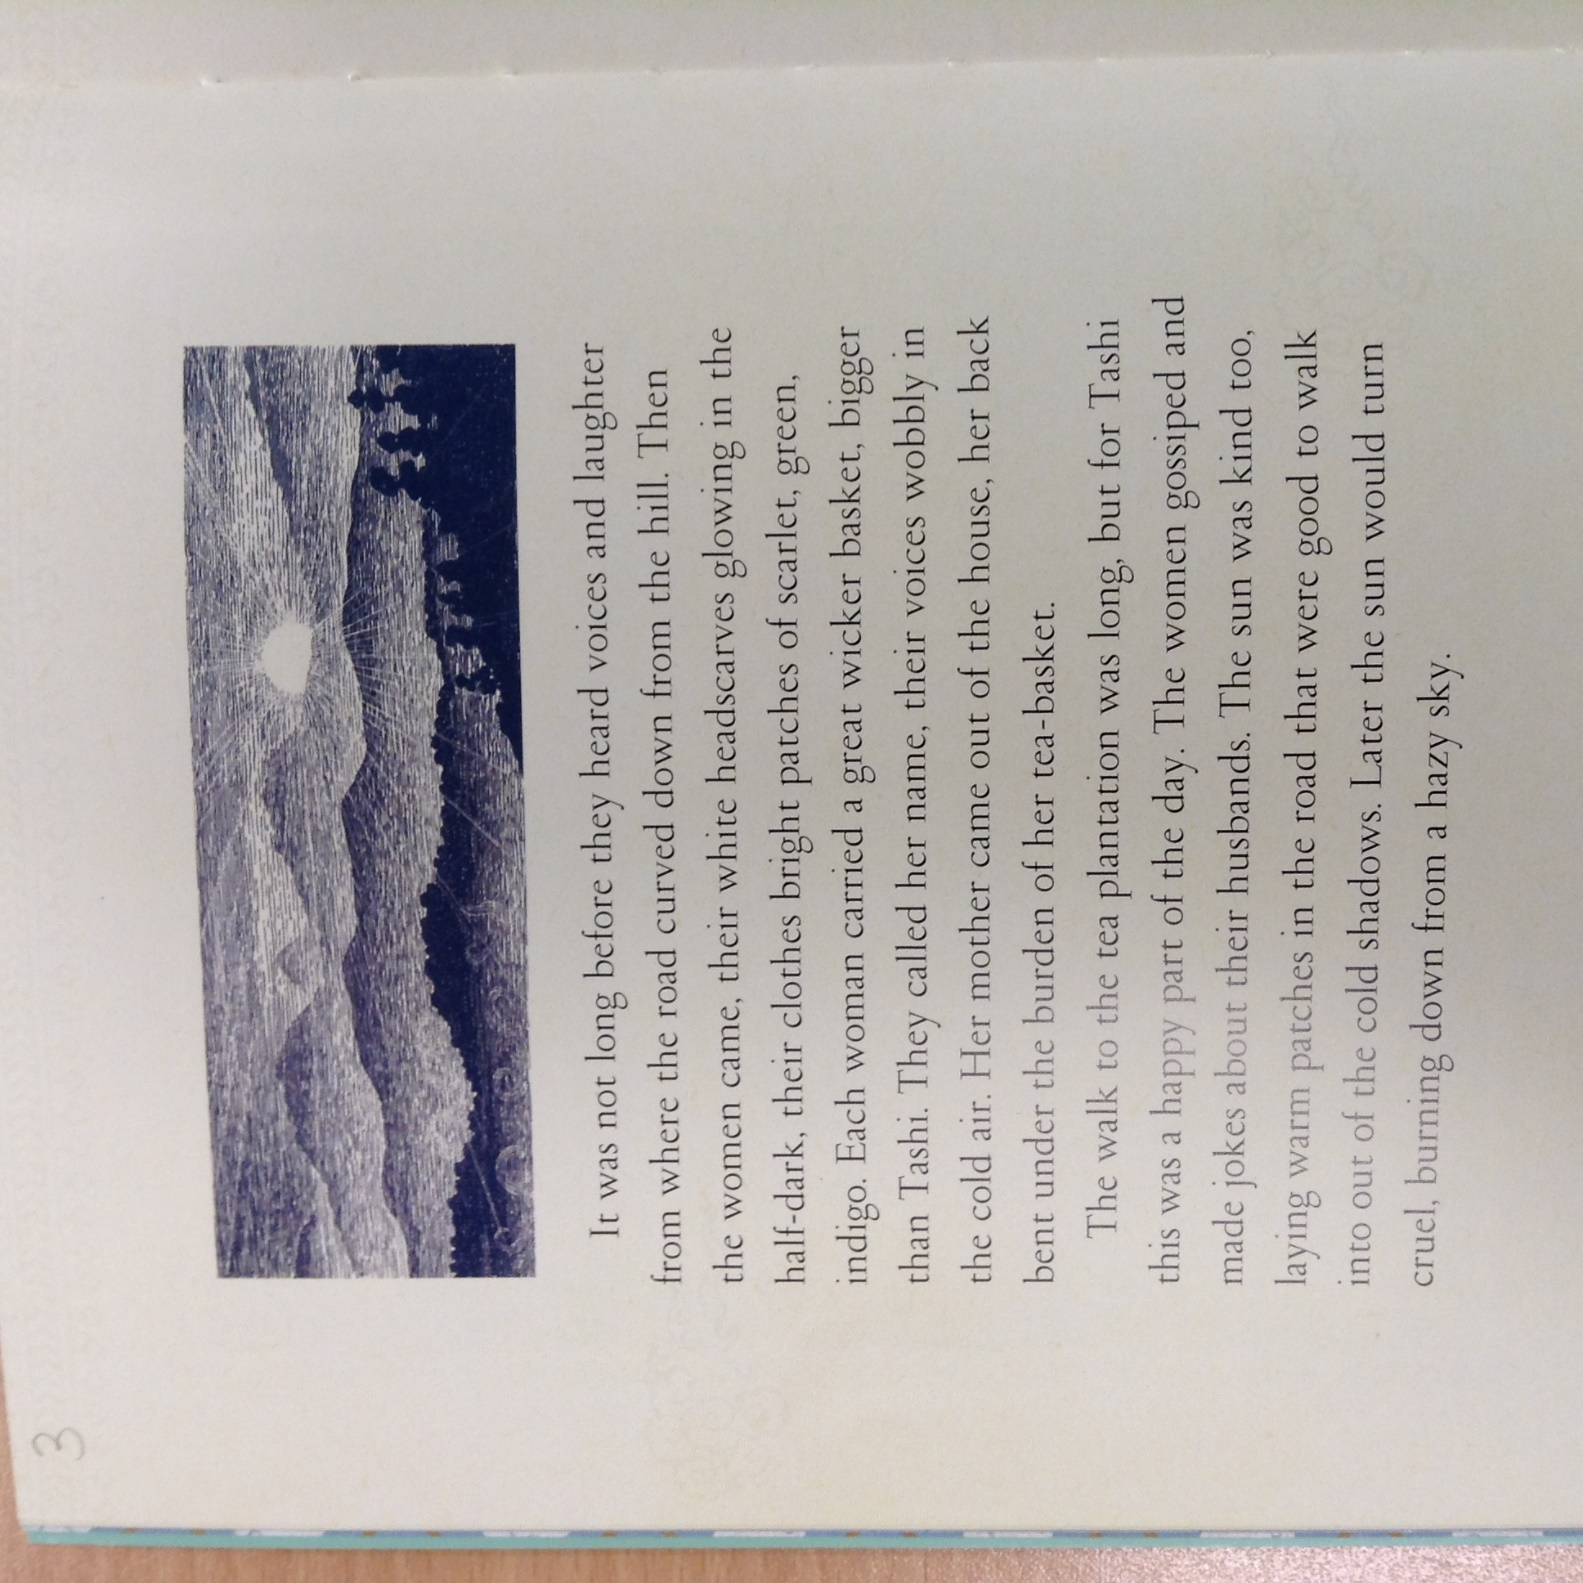 3
It was not long before they heard voices and laughter
from where the road curved down from the hill. Then
the women came, their white headscarves glowing in the
half-dark, their clothes bright patches of scarlet, green,
indigo. Each woman carried a great wicker basket, bigger
than Tashi. They called her name, their voices wobbly in
the cold air. Her mother came out of the house, her back
bent under the burden of her tea-basket.
The walk to the tea plantation was long, but for Tashi
this was a happy part of the day. The women gossiped and
made jokes about their husbands. The sun was kind too,
laying warm patches in the road that were good to walk
into out of the cold shadows. Later the sun would turn
cruel, burning down from a hazy sky.